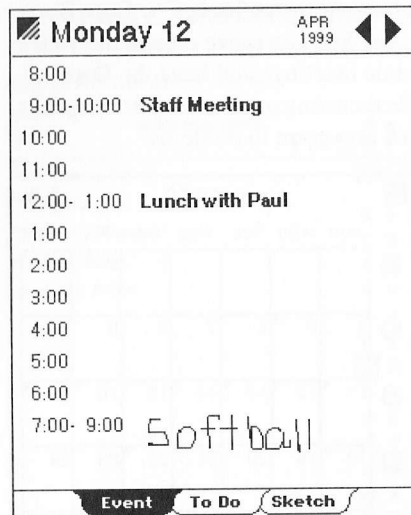 Monday 12 APR 1999
8:00
9:00-10:00 Staff Meeting
10:00
11:00
12:00- 1:00 Lunch with Paul
1:00
2:00
3:00
4:00
5:00
6:00
7:00- 9:00 Softball
Event To Do Sketch